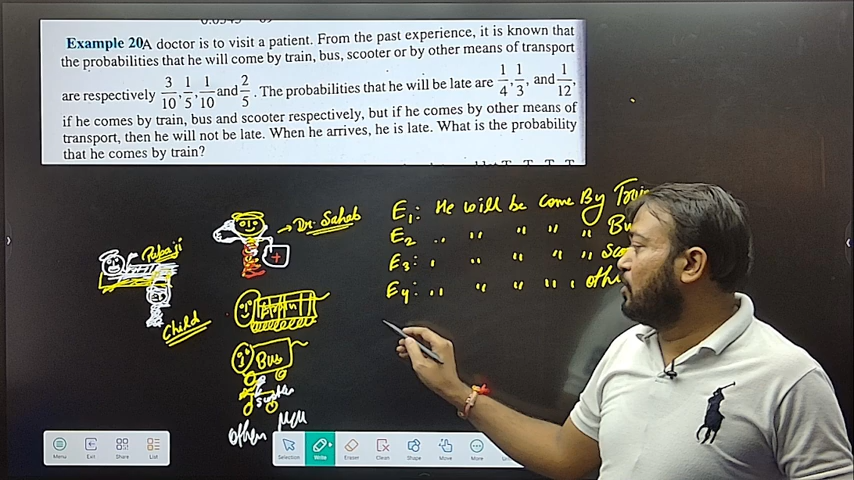 Example 20 A doctor is to visit a patient. From the past experience, it is known that
the probabilities that he will come by train, bus, scooter or by other means of transport
are respectively 3/10, 1/5, 1/10 and 2/5. The probabilities that he will be late are 1/4, 1/3, and 1/12,
if he comes by train, bus and scooter respectively, but if he comes by other means of
transport, then he will not be late. When he arrives, he is late. What is the probability
that he comes by train?
E1: He will be come By Train
E2 " " " " "
E3: " " " " "
E4: " " " " "
→ Dr. Sahab
Child
Bus
other
Menu Exit Share List
Selection Write Eraser Clean Shape Move More